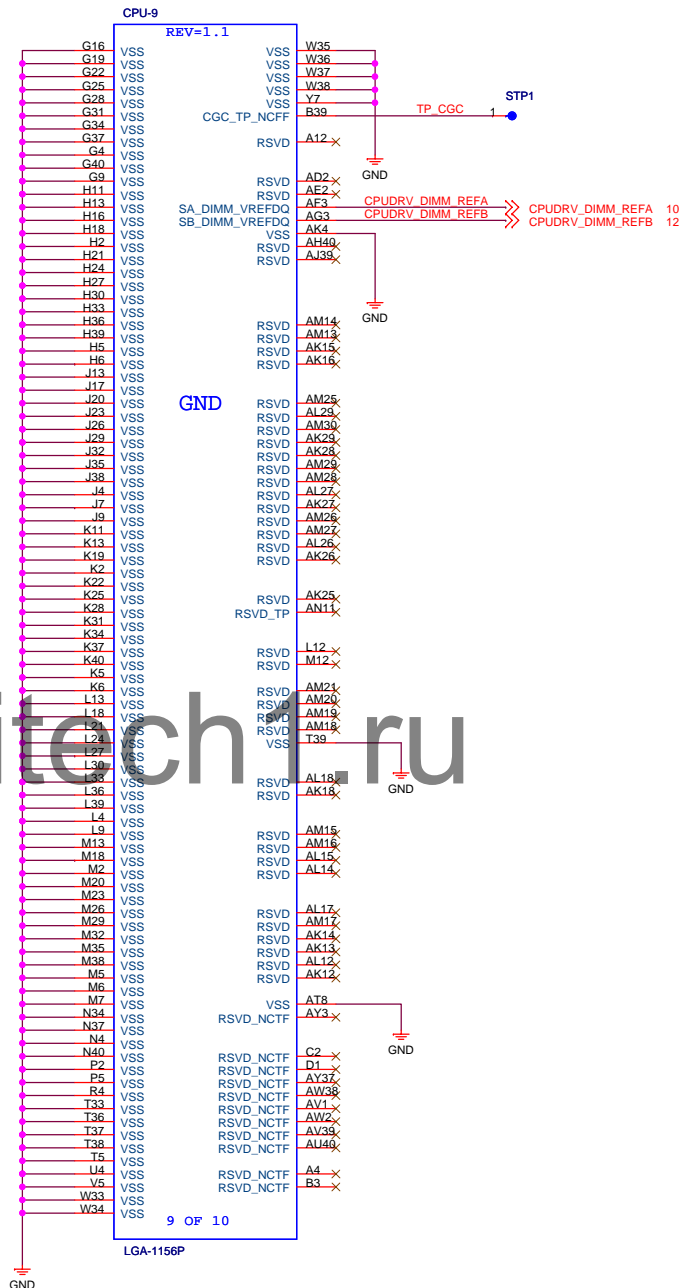 CPU-9
REV=1.1
G16 VSS VSS W35
G19 VSS VSS W36
G22 VSS VSS W37
G25 VSS VSS W38
G28 VSS VSS Y7
G31 VSS CGC_TP_NCFF B39 TP_CGC 1 STP1
G34 VSS
G37 VSS RSVD A12
G4 VSS
GND
G40 VSS
G9 VSS RSVD AD2
H11 VSS RSVD AE2
H13 VSS SA_DIMM_VREFDQ AF3 CPUDRV_DIMM_REFA CPUDRV_DIMM_REFA 10
H16 VSS SB_DIMM_VREFDQ AG3 CPUDRV_DIMM_REFB CPUDRV_DIMM_REFB 12
H18 VSS VSS AK4
H2 VSS RSVD AH40
H21 VSS RSVD AJ39
H24 VSS
H27 VSS
H30 VSS
H33 VSS
GND
H36 VSS RSVD AM14
H39 VSS RSVD AM13
H5 VSS RSVD AK15
H6 VSS RSVD AK16
J13 VSS
J17 VSS
GND
J20 VSS RSVD AM25
J23 VSS RSVD AL29
J26 VSS RSVD AM30
J29 VSS RSVD AK29
J32 VSS RSVD AK28
J35 VSS RSVD AM29
J38 VSS RSVD AM28
J4 VSS RSVD AL27
J7 VSS RSVD AK27
J9 VSS RSVD AM26
K11 VSS RSVD AM27
K13 VSS RSVD AL26
K19 VSS RSVD AK26
K2 VSS
K22 VSS
K25 VSS RSVD AK25
K28 VSS RSVD_TP AN11
K31 VSS
K34 VSS
K37 VSS RSVD L12
K40 VSS RSVD M12
K5 VSS
K6 VSS RSVD AM21
L13 VSS RSVD AM20
L18 VSS RSVD AM19
L21 VSS RSVD AM18
L24 VSS VSS T39
itech1.ru
L27 VSS
L30 VSS
L33 VSS RSVD AL18
L36 VSS RSVD AK18
GND
L39 VSS
L4 VSS
L9 VSS RSVD AM15
M13 VSS RSVD AM16
M18 VSS RSVD AL15
M2 VSS RSVD AL14
M20 VSS
M23 VSS
M26 VSS RSVD AL17
M29 VSS RSVD AM17
M32 VSS RSVD AK14
M35 VSS RSVD AK13
M38 VSS RSVD AL12
M5 VSS RSVD AK12
M6 VSS
M7 VSS VSS AT8
N34 VSS RSVD_NCTF AY3
N37 VSS
N4 VSS
GND
N40 VSS RSVD_NCTF C2
P2 VSS RSVD_NCTF D1
P5 VSS RSVD_NCTF AY37
R4 VSS RSVD_NCTF AW38
T33 VSS RSVD_NCTF AV1
T36 VSS RSVD_NCTF AW2
T37 VSS RSVD_NCTF AV39
T38 VSS RSVD_NCTF AU40
T5 VSS
U4 VSS RSVD_NCTF A4
V5 VSS RSVD_NCTF B3
W33 VSS
W34 VSS
9 OF 10
LGA-1156P
GND